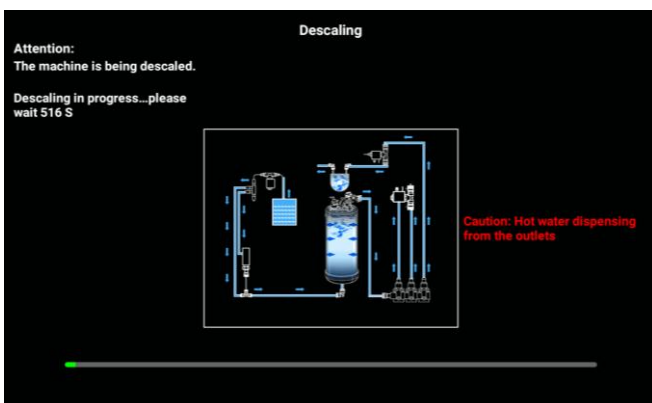 Descaling
Attention:
The machine is being descaled.
Descaling in progress...please
wait 516 S
Caution: Hot water dispensing
from the outlets